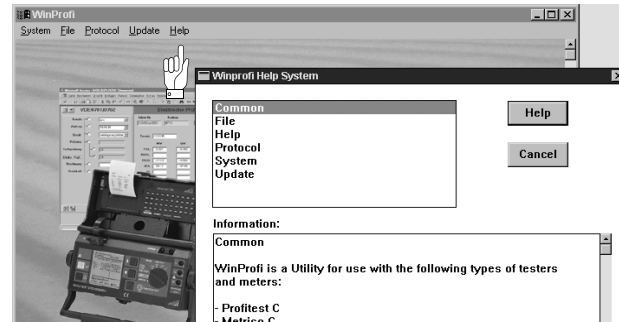 WinProfi
System File Protocol Update Help
Winprofi Help System
Common
File
Help
Protocol
System
Update
Help
Cancel
Information:
Common
WinProfi is a Utility for use with the following types of testers
and meters:
- Profitest C
- Metriso C